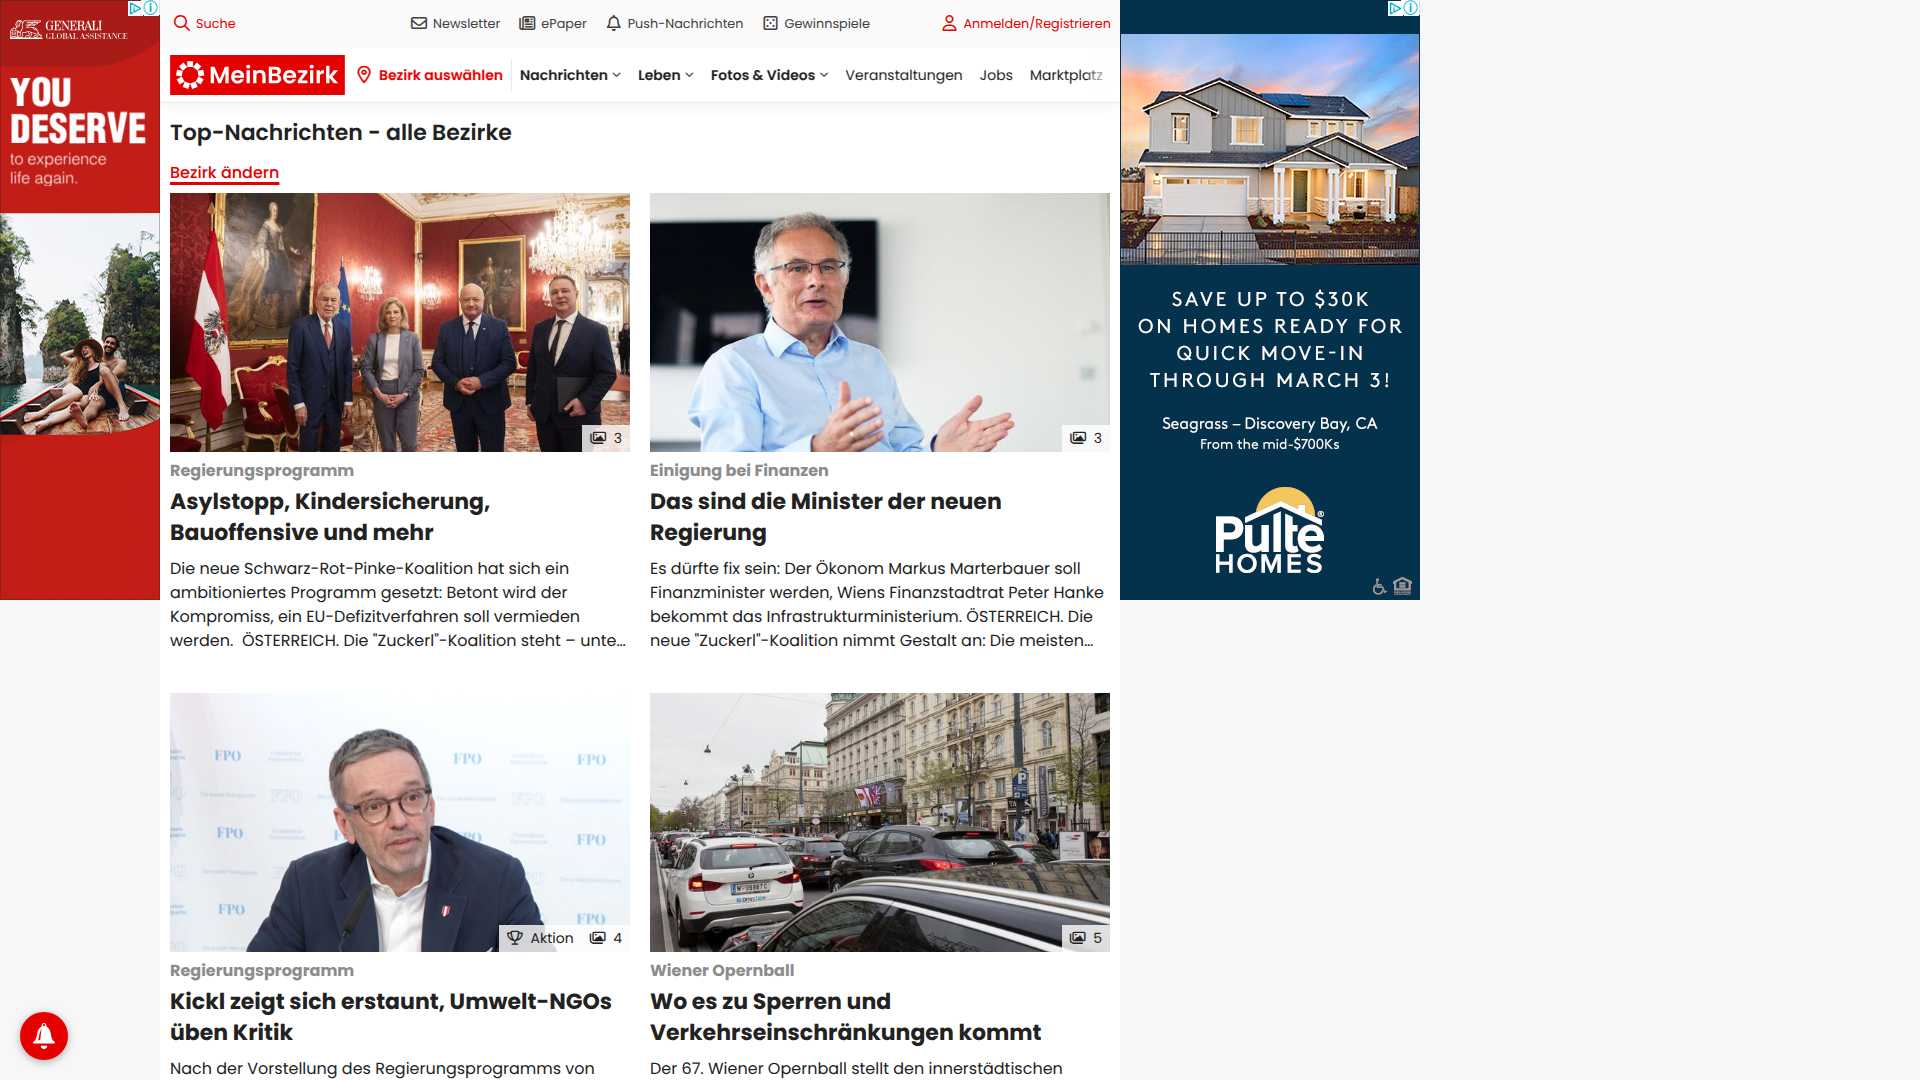 GENERALI
GLOBAL ASSISTANCE
YOU
DESERVE
to experience
life again.
Suche
Newsletter
ePaper
Push-Nachrichten
Gewinnspiele
Anmelden/Registrieren
MeinBezirk
Bezirk auswählen
Nachrichten
Leben
Fotos & Videos
Veranstaltungen
Jobs
Marktplatz
Top-Nachrichten - alle Bezirke
Bezirk ändern
3
Regierungsprogramm
Asylstopp, Kindersicherung,
Bauoffensive und mehr
Die neue Schwarz-Rot-Pinke-Koalition hat sich ein
ambitioniertes Programm gesetzt: Betont wird der
Kompromiss, ein EU-Defizitverfahren soll vermieden
werden.  ÖSTERREICH. Die "Zuckerl"-Koalition steht – unte...
3
Einigung bei Finanzen
Das sind die Minister der neuen
Regierung
Es dürfte fix sein: Der Ökonom Markus Marterbauer soll
Finanzminister werden, Wiens Finanzstadtrat Peter Hanke
bekommt das Infrastrukturministerium. ÖSTERREICH. Die
neue "Zuckerl"-Koalition nimmt Gestalt an: Die meisten...
FPO
FPO
FPO
FPO
FPO
FPO
FPO
Aktion
4
Regierungsprogramm
Kickl zeigt sich erstaunt, Umwelt-NGOs
üben Kritik
Nach der Vorstellung des Regierungsprogramms von
5
Wiener Opernball
Wo es zu Sperren und
Verkehrseinschränkungen kommt
Der 67. Wiener Opernball stellt den innerstädtischen
SAVE UP TO $30K
ON HOMES READY FOR
QUICK MOVE-IN
THROUGH MARCH 3!
Seagrass – Discovery Bay, CA
From the mid-$700Ks
Pulte®
HOMES